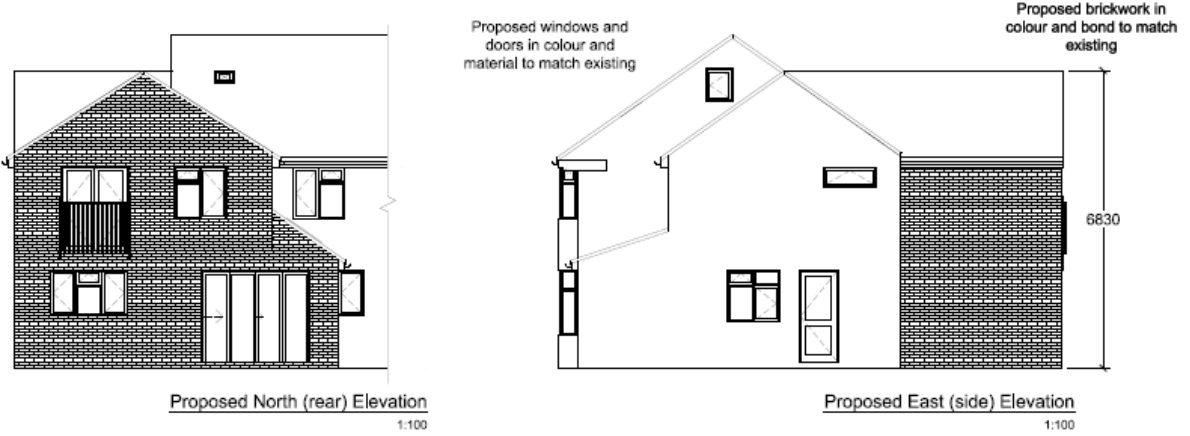 Proposed windows and
doors in colour and
material to match existing
Proposed brickwork in
colour and bond to match
existing
6830
Proposed North (rear) Elevation
1:100
Proposed East (side) Elevation
1:100